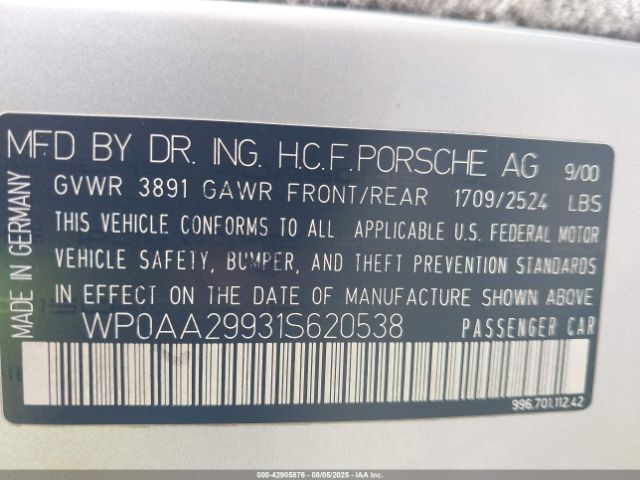 MFD BY DR. ING. H.C.F. PORSCHE AG 9/00
GVWR 3891 GAWR FRONT/REAR 1709/2524 LBS
THIS VEHICLE CONFORMS TO ALL APPLICABLE U.S. FEDERAL MOTOR
VEHICLE SAFETY, BUMPER, AND THEFT PREVENTION STANDARDS
IN EFFECT ON THE DATE OF MANUFACTURE SHOWN ABOVE
WP0AA29931S620538 PASSENGER CAR
MADE IN GERMANY
996.701.112.42
000-42905876 - 08/05/2025 - IAAI.COM